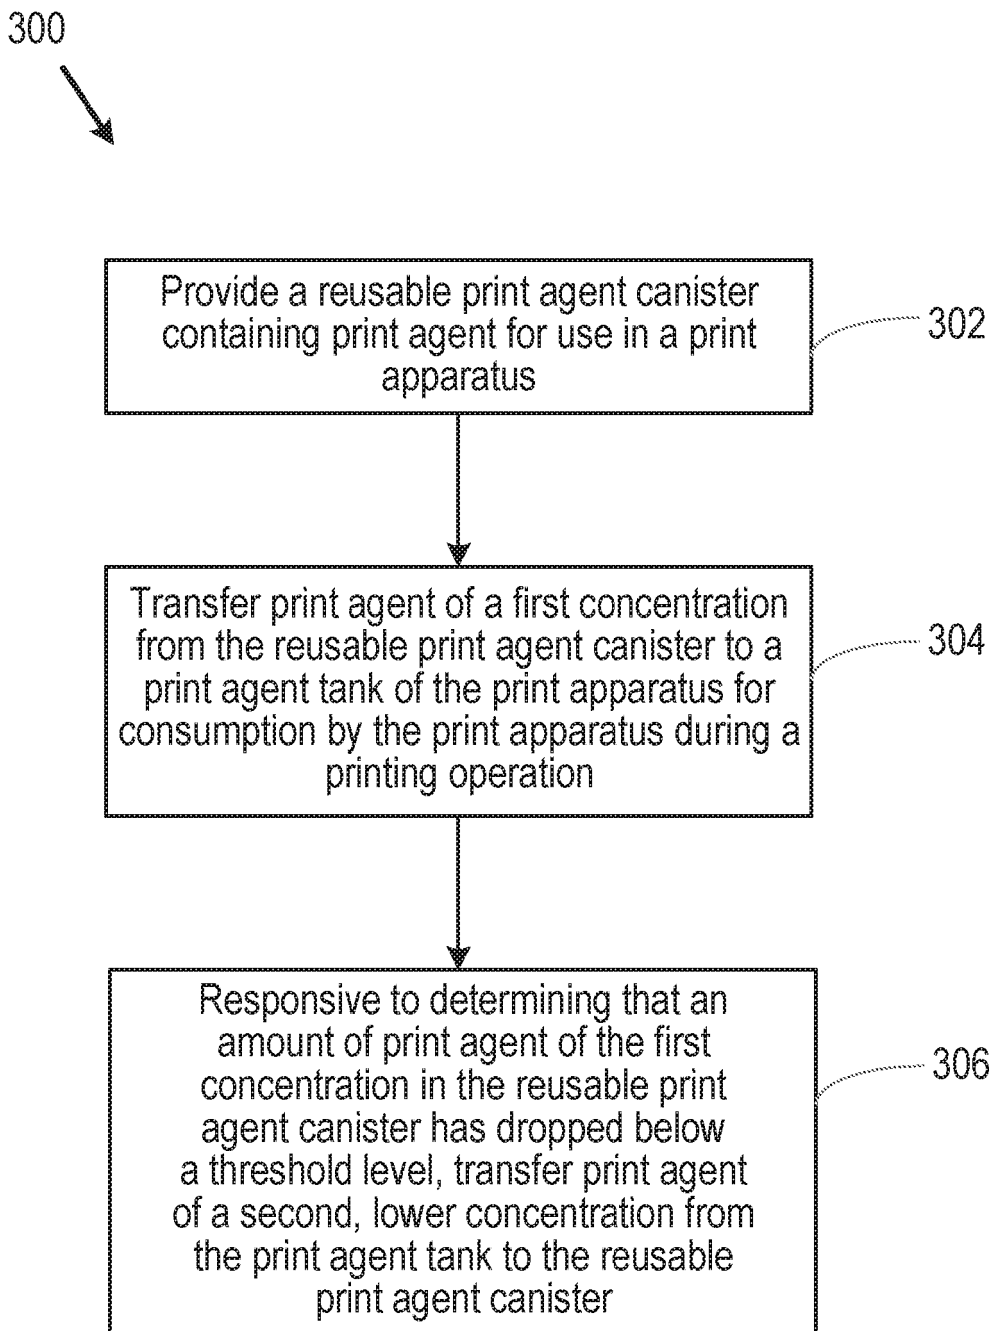 300
Provide a reusable print agent canister
containing print agent for use in a print
apparatus
302
Transfer print agent of a first concentration
from the reusable print agent canister to a
print agent tank of the print apparatus for
consumption by the print apparatus during a
printing operation
304
Responsive to determining that an
amount of print agent of the first
concentration in the reusable print
agent canister has dropped below
a threshold level, transfer print agent
of a second, lower concentration from
the print agent tank to the reusable
print agent canister
306